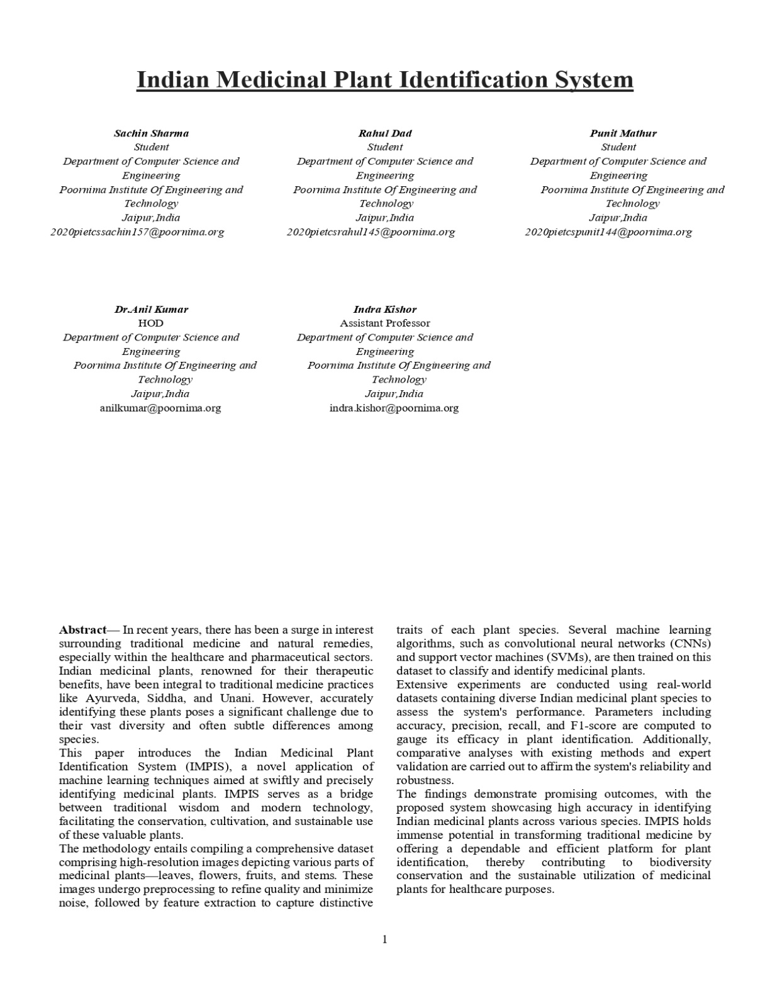 Indian Medicinal Plant Identification System
Sachin Sharma
Student
Department of Computer Science and
Engineering
Poornima Institute Of Engineering and
Technology
Jaipur,India
2020pietcssachin157@poornima.org
Rahul Dad
Student
Department of Computer Science and
Engineering
Poornima Institute Of Engineering and
Technology
Jaipur,India
2020pietcsrahul145@poornima.org
Punit Mathur
Student
Department of Computer Science and
Engineering
Poornima Institute Of Engineering and
Technology
Jaipur,India
2020pietcspunit144@poornima.org
Dr.Anil Kumar
HOD
Department of Computer Science and
Engineering
Poornima Institute Of Engineering and
Technology
Jaipur,India
anilkumar@poornima.org
Indra Kishor
Assistant Professor
Department of Computer Science and
Engineering
Poornima Institute Of Engineering and
Technology
Jaipur,India
indra.kishor@poornima.org
Abstract— In recent years, there has been a surge in interest
surrounding traditional medicine and natural remedies,
especially within the healthcare and pharmaceutical sectors.
Indian medicinal plants, renowned for their therapeutic
benefits, have been integral to traditional medicine practices
like Ayurveda, Siddha, and Unani. However, accurately
identifying these plants poses a significant challenge due to
their vast diversity and often subtle differences among
species.
This paper introduces the Indian Medicinal Plant
Identification System (IMPIS), a novel application of
machine learning techniques aimed at swiftly and precisely
identifying medicinal plants. IMPIS serves as a bridge
between traditional wisdom and modern technology,
facilitating the conservation, cultivation, and sustainable use
of these valuable plants.
The methodology entails compiling a comprehensive dataset
comprising high-resolution images depicting various parts of
medicinal plants—leaves, flowers, fruits, and stems. These
images undergo preprocessing to refine quality and minimize
noise, followed by feature extraction to capture distinctive
traits of each plant species. Several machine learning
algorithms, such as convolutional neural networks (CNNs)
and support vector machines (SVMs), are then trained on this
dataset to classify and identify medicinal plants.
Extensive experiments are conducted using real-world
datasets containing diverse Indian medicinal plant species to
assess the system's performance. Parameters including
accuracy, precision, recall, and F1-score are computed to
gauge its efficacy in plant identification. Additionally,
comparative analyses with existing methods and expert
validation are carried out to affirm the system's reliability and
robustness.
The findings demonstrate promising outcomes, with the
proposed system showcasing high accuracy in identifying
Indian medicinal plants across various species. IMPIS holds
immense potential in transforming traditional medicine by
offering a dependable and efficient platform for plant
identification, thereby contributing to biodiversity
conservation and the sustainable utilization of medicinal
plants for healthcare purposes.
1